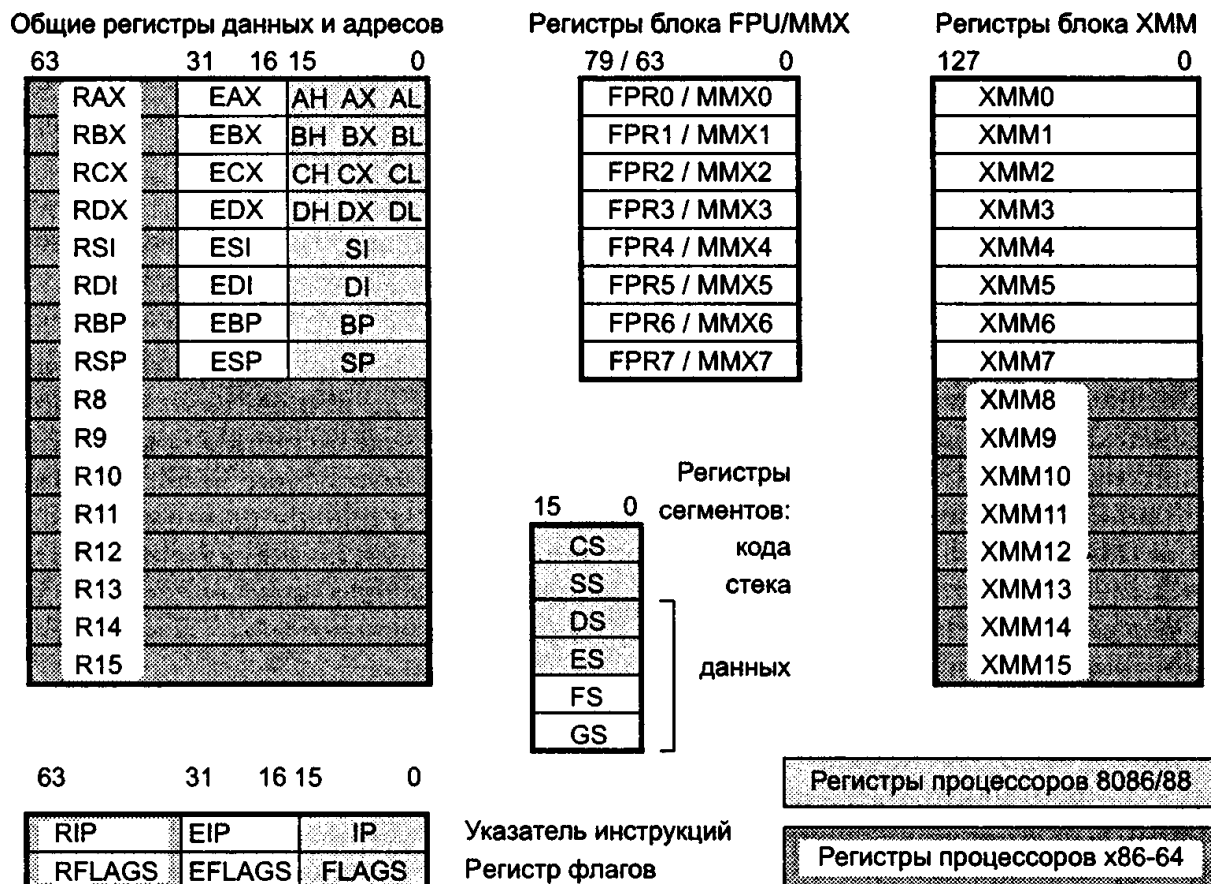 Общие регистры данных и адресов
63 31 16 15 0
RAX EAX AH AX AL
RBX EBX BH BX BL
RCX ECX CH CX CL
RDX EDX DH DX DL
RSI ESI SI
RDI EDI DI
RBP EBP BP
RSP ESP SP
R8
R9
R10
R11
R12
R13
R14
R15
Регистры блока FPU/MMX
79 / 63 0
FPR0 / MMX0
FPR1 / MMX1
FPR2 / MMX2
FPR3 / MMX3
FPR4 / MMX4
FPR5 / MMX5
FPR6 / MMX6
FPR7 / MMX7
Регистры блока XMM
127 0
XMM0
XMM1
XMM2
XMM3
XMM4
XMM5
XMM6
XMM7
XMM8
XMM9
XMM10
XMM11
XMM12
XMM13
XMM14
XMM15
Регистры
15 0 сегментов:
CS кода
SS стека
DS
ES данных
FS
GS
63 31 16 15 0
RIP EIP IP Указатель инструкций
RFLAGS EFLAGS FLAGS Регистр флагов
Регистры процессоров 8086/88
Регистры процессоров x86-64